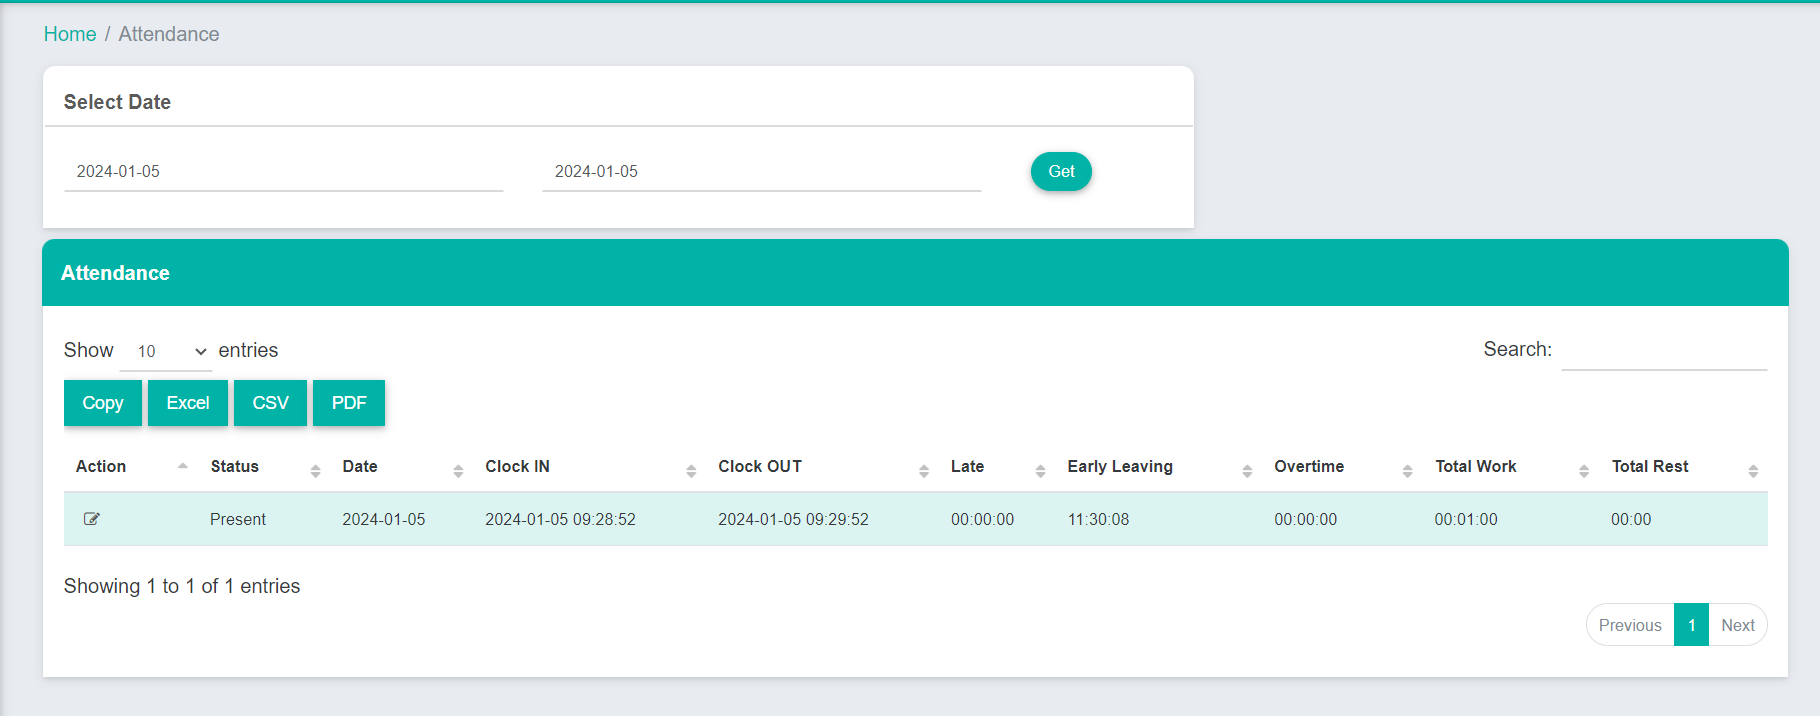 Home / Attendance
Select Date
2024-01-05 2024-01-05 Get
Attendance
Show 10 entries Search:
Copy Excel CSV PDF
Action Status Date Clock IN Clock OUT Late Early Leaving Overtime Total Work Total Rest
Present 2024-01-05 2024-01-05 09:28:52 2024-01-05 09:29:52 00:00:00 11:30:08 00:00:00 00:01:00 00:00
Showing 1 to 1 of 1 entries
Previous 1 Next